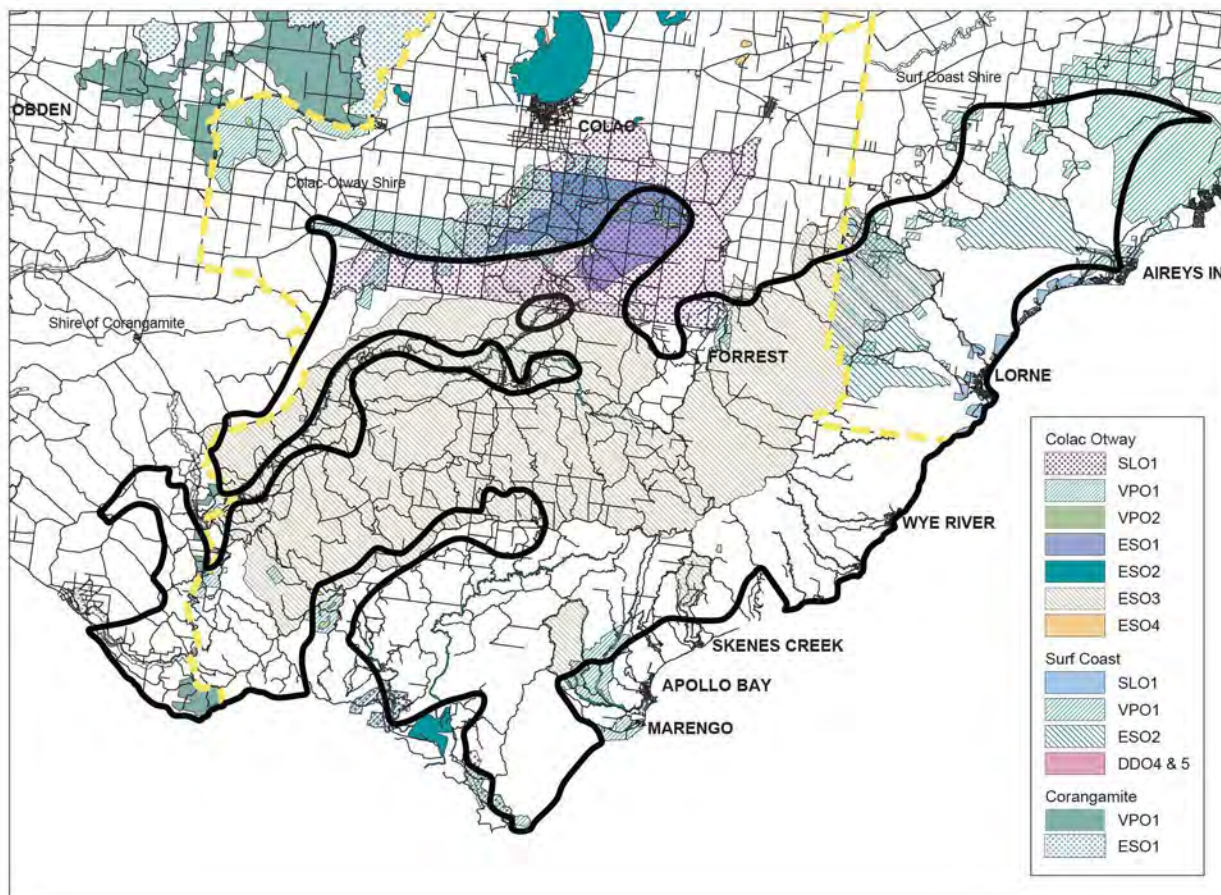 Surf Coast Shire
OBDEN
COLAC
Colac-Otway Shire
AIREYS IN
Shire of Corangamite
FORREST
LORNE
WYE RIVER
SKENES CREEK
APOLLO BAY
MARENGO
Colac Otway
SLO1
VPO1
VPO2
ESO1
ESO2
ESO3
ESO4
Surf Coast
SLO1
VPO1
ESO2
DDO4 & 5
Corangamite
VPO1
ESO1